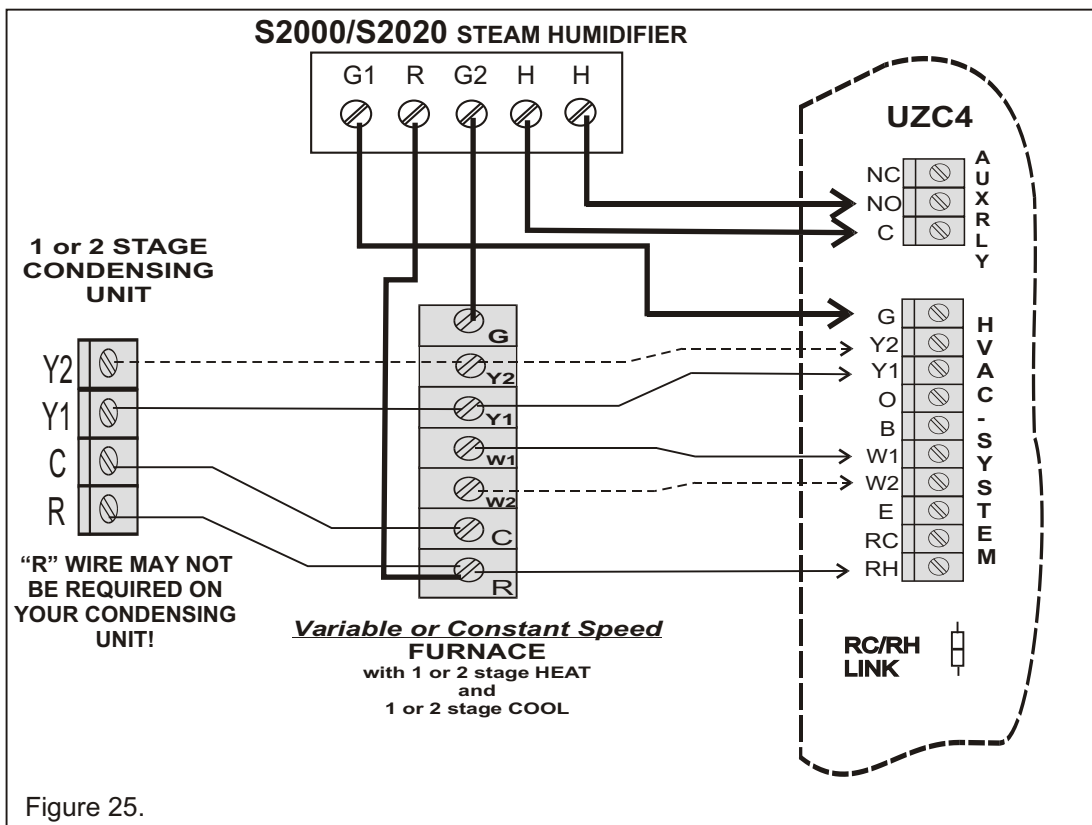 S2000/S2020 STEAM HUMIDIFIER
G1 R G2 H H
UZC4
NC
NO
C
AUXRLY
1 or 2 STAGE
CONDENSING
UNIT
Y2
Y1
C
R
“R” WIRE MAY NOT
BE REQUIRED ON
YOUR CONDENSING
UNIT!
G
Y2
Y1
W1
W2
C
R
Variable or Constant Speed
FURNACE
with 1 or 2 stage HEAT
and
1 or 2 stage COOL
G
Y2
Y1
O
B
W1
W2
E
RC
RH
HVAC-SYSTEM
RC/RH
LINK
Figure 25.